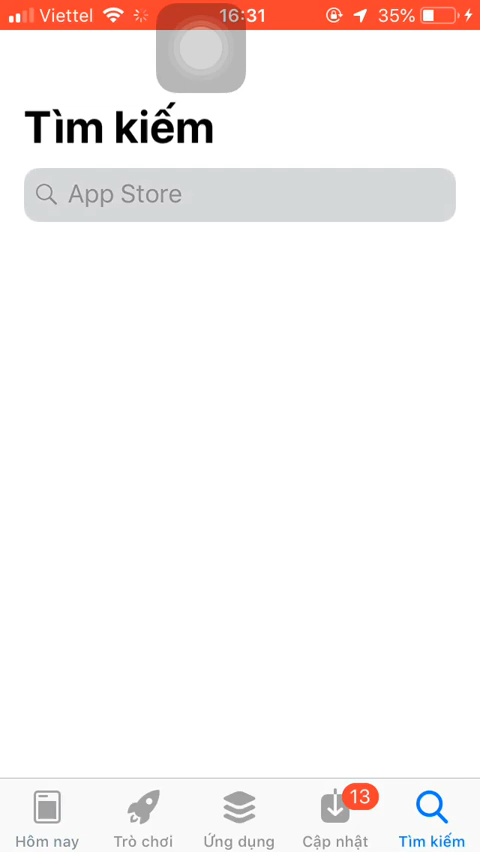 Viettel 16:31 35%
Tìm kiếm
App Store
13
Hôm nay Trò chơi Ứng dụng Cập nhật Tìm kiếm